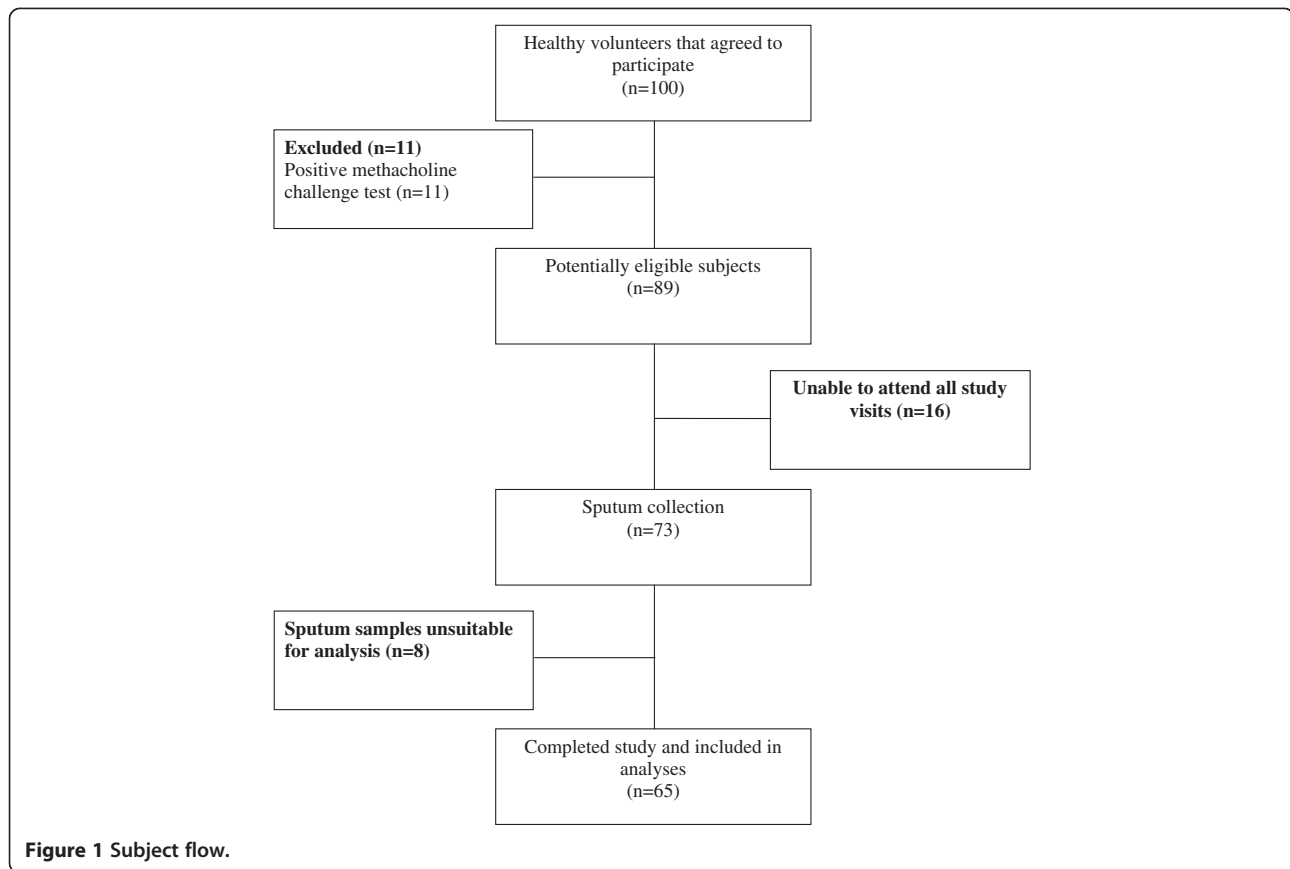 Healthy volunteers that agreed to
participate
(n=100)
Excluded (n=11)
Positive methacholine
challenge test (n=11)
Potentially eligible subjects
(n=89)
Unable to attend all study
visits (n=16)
Sputum collection
(n=73)
Sputum samples unsuitable
for analysis (n=8)
Completed study and included in
analyses
(n=65)
Figure 1 Subject flow.